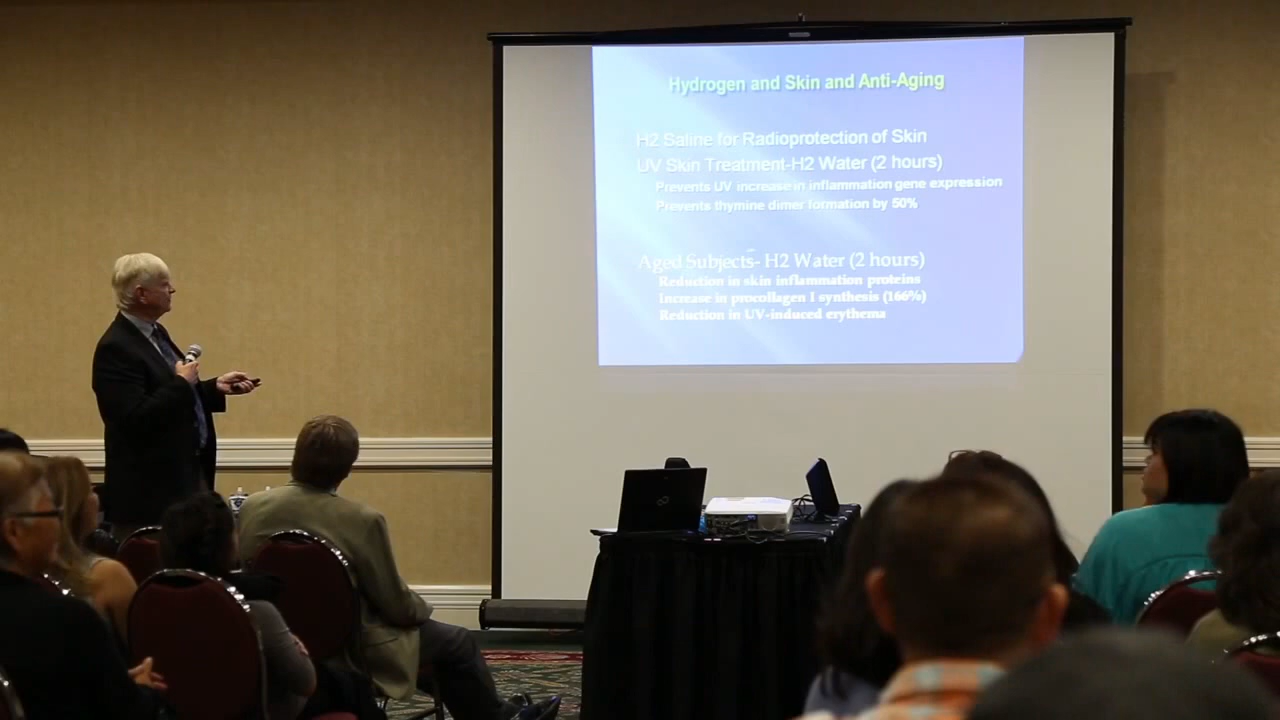 Hydrogen and Skin and Anti-Aging
H2 Saline for Radioprotection of Skin
UV Skin Treatment-H2 Water (2 hours)
Prevents UV increase in inflammation gene expression
Prevents thymine dimer formation by 50%
Aged Subjects- H2 Water (2 hours)
Reduction in skin inflammation proteins
Increase in procollagen I synthesis (166%)
Reduction in UV-induced erythema